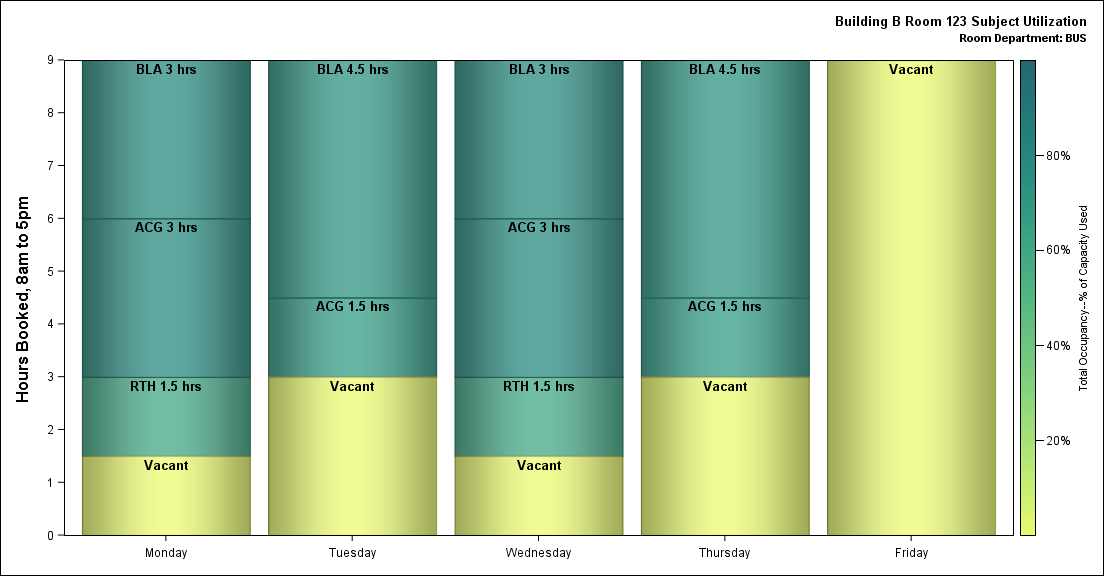 Building B Room 123 Subject Utilization
Room Department: BUS
Hours Booked, 8am to 5pm
9
8
7
6
5
4
3
2
1
0
BLA 3 hrs
ACG 3 hrs
RTH 1.5 hrs
Vacant
BLA 4.5 hrs
ACG 1.5 hrs
Vacant
BLA 3 hrs
ACG 3 hrs
RTH 1.5 hrs
Vacant
BLA 4.5 hrs
ACG 1.5 hrs
Vacant
Vacant
Monday
Tuesday
Wednesday
Thursday
Friday
80%
60%
40%
20%
Total Occupancy--% of Capacity Used